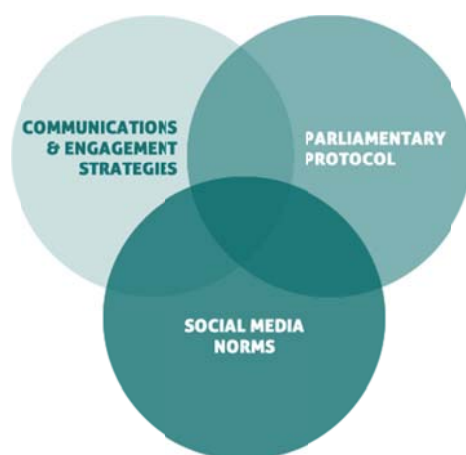 COMMUNICATIONS
& ENGAGEMENT
STRATEGIES
PARLIAMENTARY
PROTOCOL
SOCIAL MEDIA
NORMS